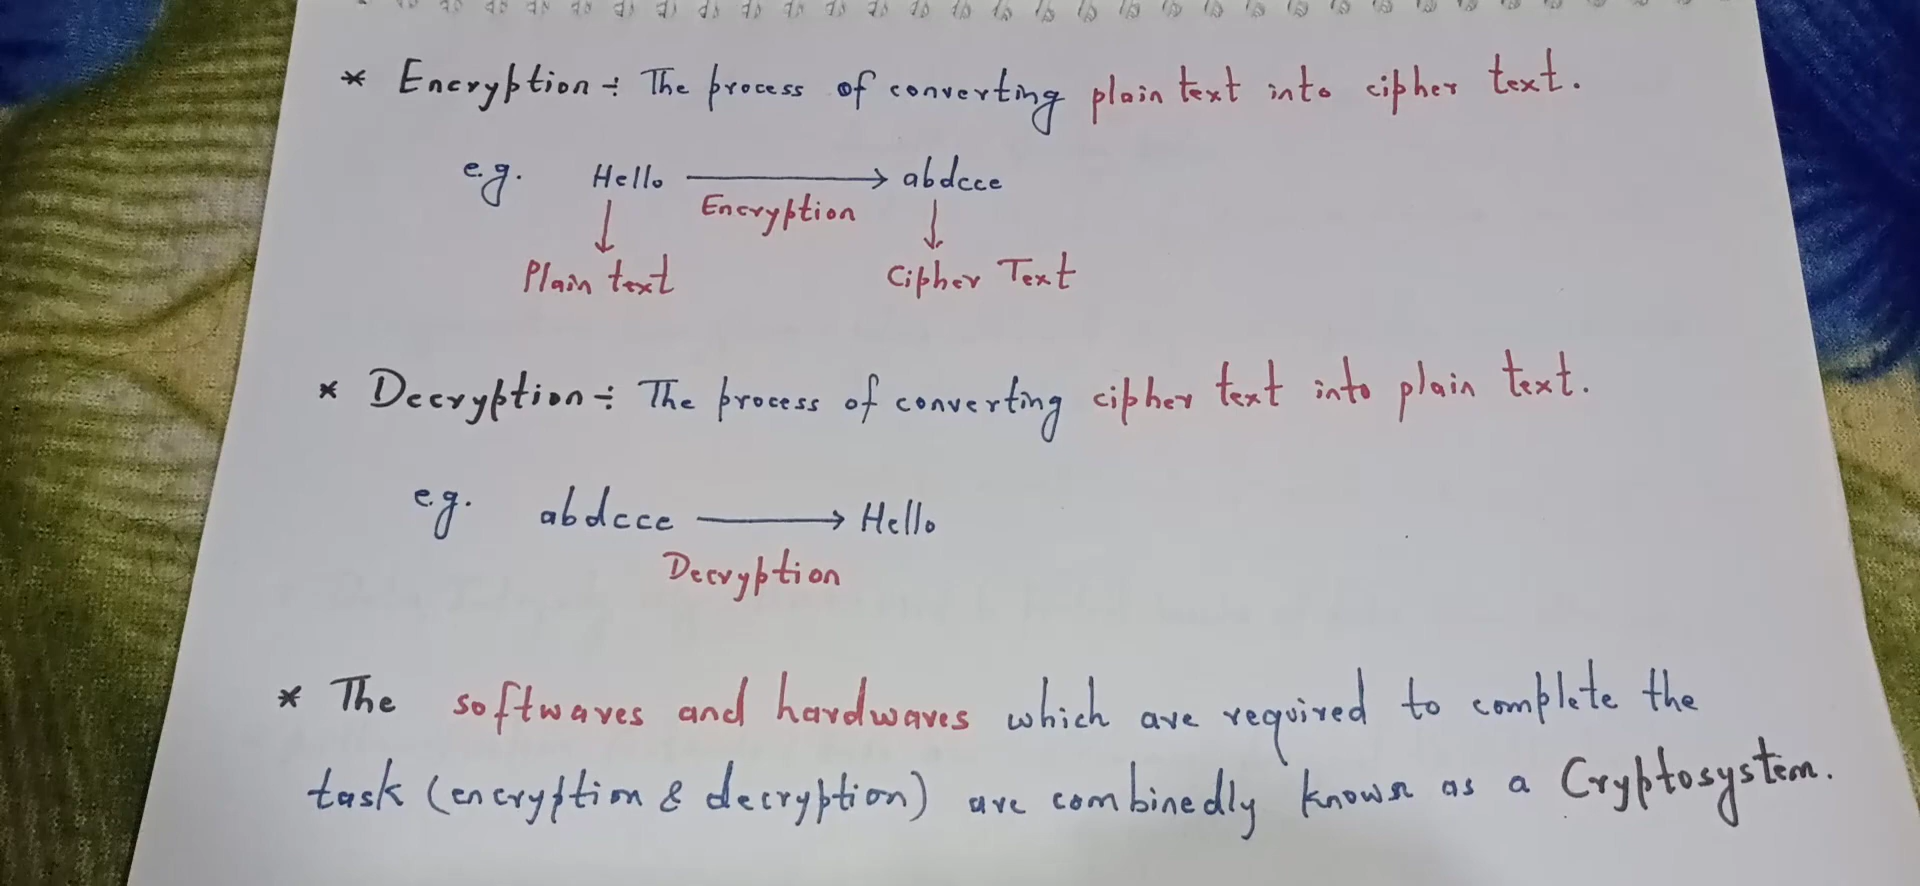 * Encryption ÷ The process of converting plain text into cipher text.
e.g. Hello → abdcce
Encryption
Plain text Cipher Text
* Decryption ÷ The process of converting cipher text into plain text.
e.g. abdcce → Hello
Decryption
* The softwares and hardwares which are required to complete the
task (encryption & decryption) are combinedly known as a Cryptosystem.